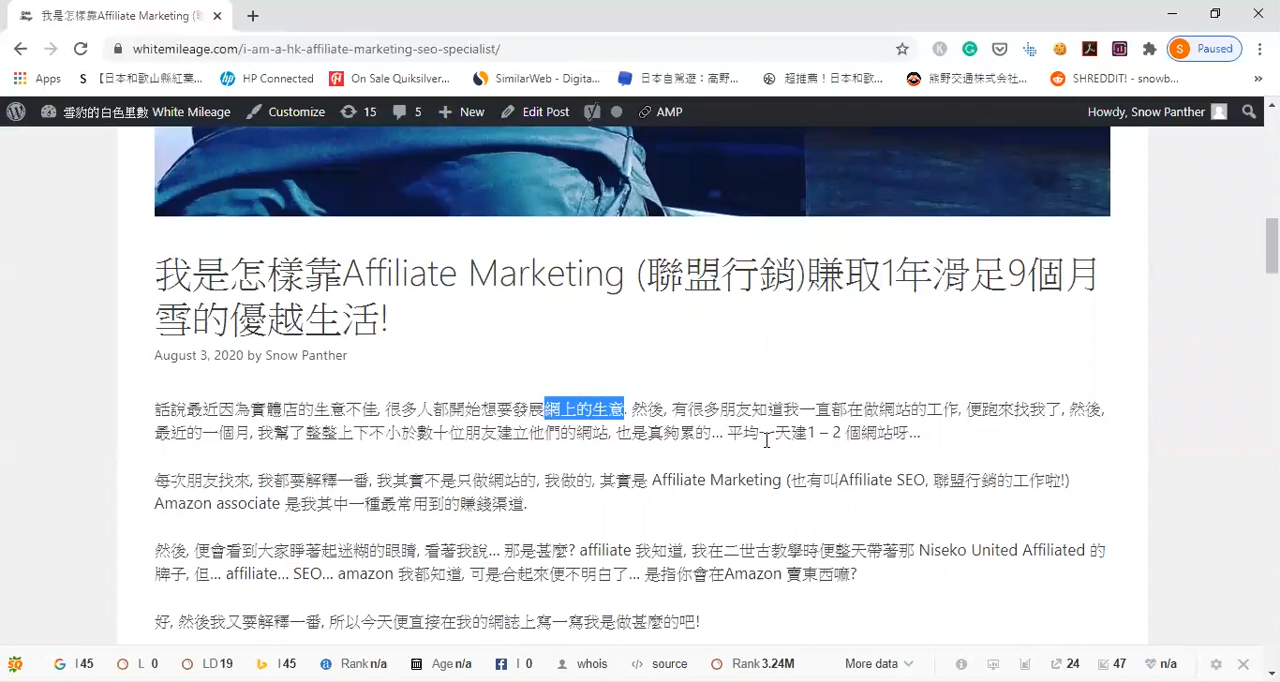 我是怎樣靠Affiliate Marketing (聯
whitemileage.com/i-am-a-hk-affiliate-marketing-seo-specialist/
K
G
S
Paused
Apps
S 【日本和歌山縣紅葉...
hp HP Connected
On Sale Quiksilver...
SimilarWeb - Digita...
日本自駕遊：高野...
超推薦！日本和歌...
熊野交通株式会社...
SHREDDIT! - snowb...
»
雪豹的白色里數 White Mileage
Customize
15
5
New
Edit Post
AMP
Howdy, Snow Panther
我是怎樣靠Affiliate Marketing (聯盟行銷)賺取1年滑足9個月
雪的優越生活!
August 3, 2020 by Snow Panther
話說最近因為實體店的生意不佳, 很多人都開始想要發展網上的生意. 然後, 有很多朋友知道我一直都在做網站的工作, 便跑來找我了, 然後,
最近的一個月, 我幫了整整上下不小於數十位朋友建立他們的網站, 也是真夠累的... 平均一天建1 – 2 個網站呀...
每次朋友找來, 我都要解釋一番, 我其實不是只做網站的, 我做的, 其實是 Affiliate Marketing (也有叫Affiliate SEO, 聯盟行銷的工作啦!)
Amazon associate 是我其中一種最常用到的賺錢渠道.
然後, 便會看到大家睜著起迷糊的眼睛, 看著我說... 那是甚麼? affiliate 我知道, 我在二世古教學時便整天帶著那 Niseko United Affiliated 的
牌子, 但... affiliate... SEO... amazon 我都知道, 可是合起來便不明白了... 是指你會在Amazon 賣東西嘛?
好, 然後我又要解釋一番, 所以今天便直接在我的網誌上寫一寫我是做甚麼的吧!
SQ
G I 45
L 0
LD 19
I 45
a Rank n/a
Age n/a
f I 0
whois
source
Rank 3.24M
More data
24
47
n/a